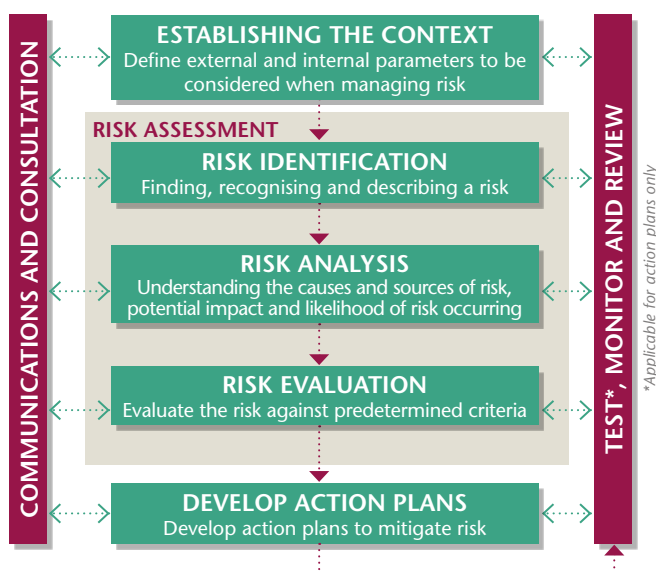 COMMUNICATIONS AND CONSULTATION
ESTABLISHING THE CONTEXT
Define external and internal parameters to be
considered when managing risk
RISK ASSESSMENT
RISK IDENTIFICATION
Finding, recognising and describing a risk
RISK ANALYSIS
Understanding the causes and sources of risk,
potential impact and likelihood of risk occurring
RISK EVALUATION
Evaluate the risk against predetermined criteria
DEVELOP ACTION PLANS
Develop action plans to mitigate risk
TEST*, MONITOR AND REVIEW
*Applicable for action plans only